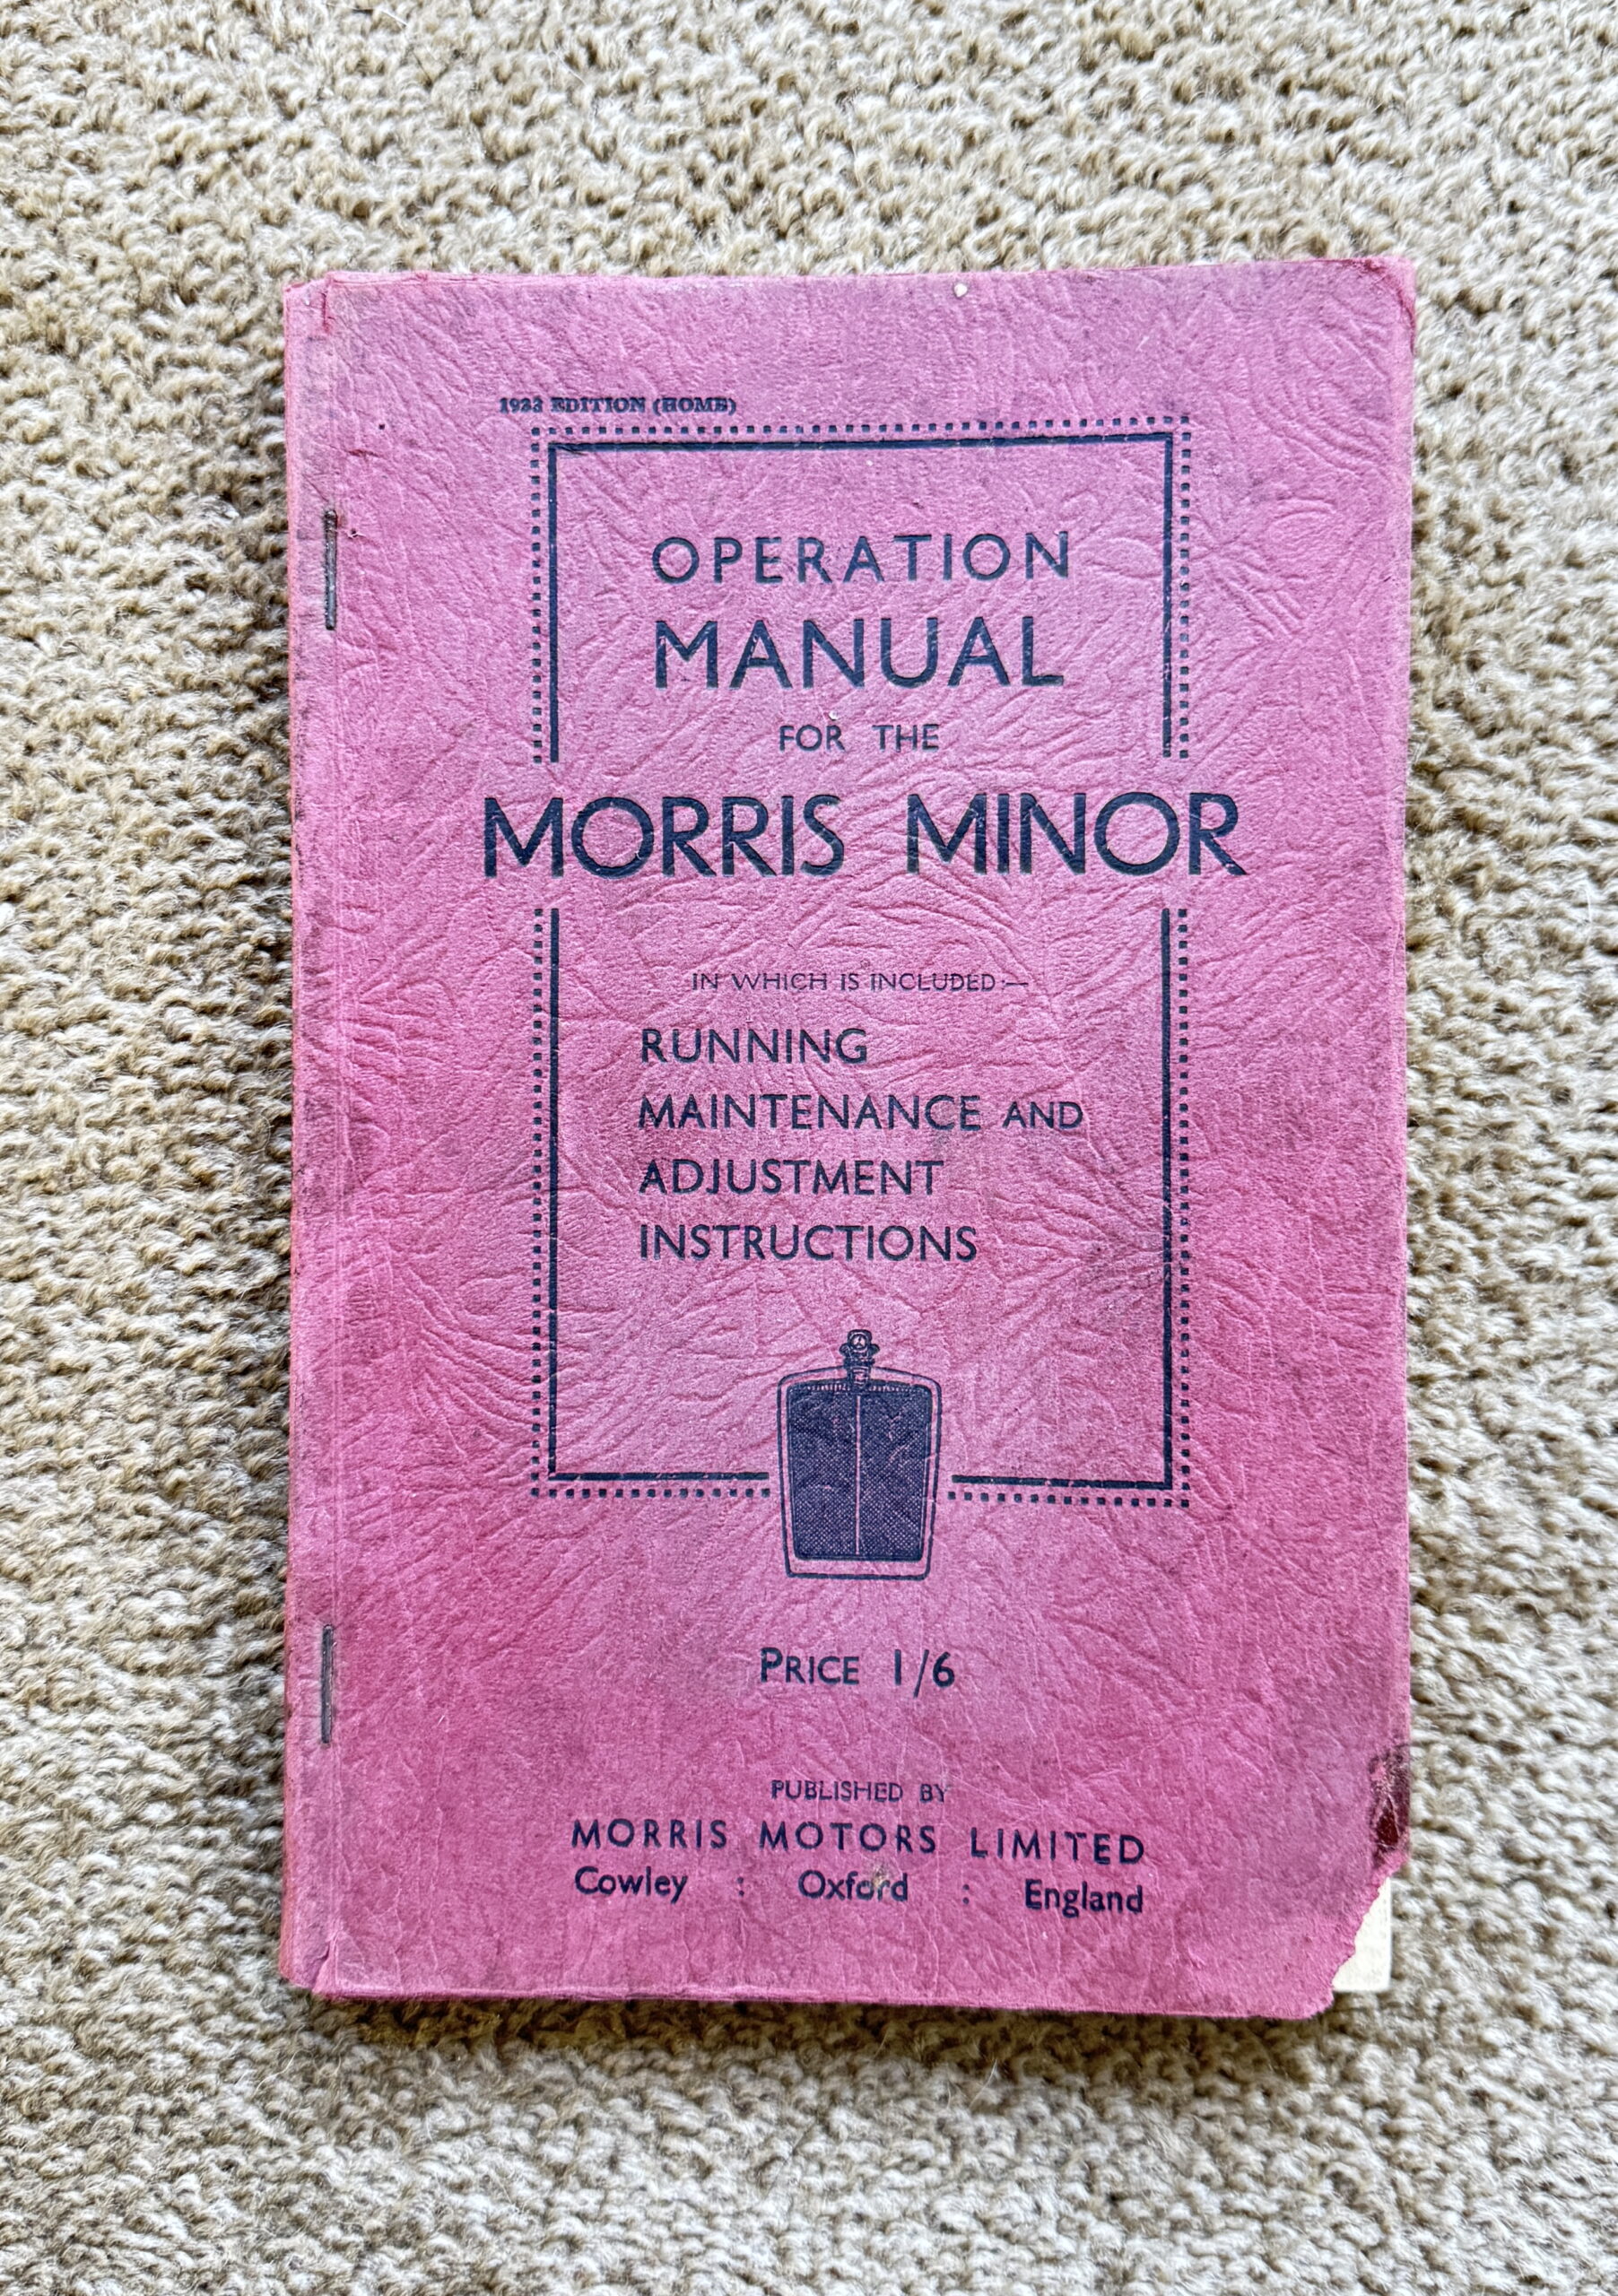 1933 EDITION (HOME)
OPERATION
MANUAL
FOR THE
MORRIS MINOR
IN WHICH IS INCLUDED:—
RUNNING
MAINTENANCE AND
ADJUSTMENT
INSTRUCTIONS
PRICE 1/6
PUBLISHED BY
MORRIS MOTORS LIMITED
Cowley : Oxford : England